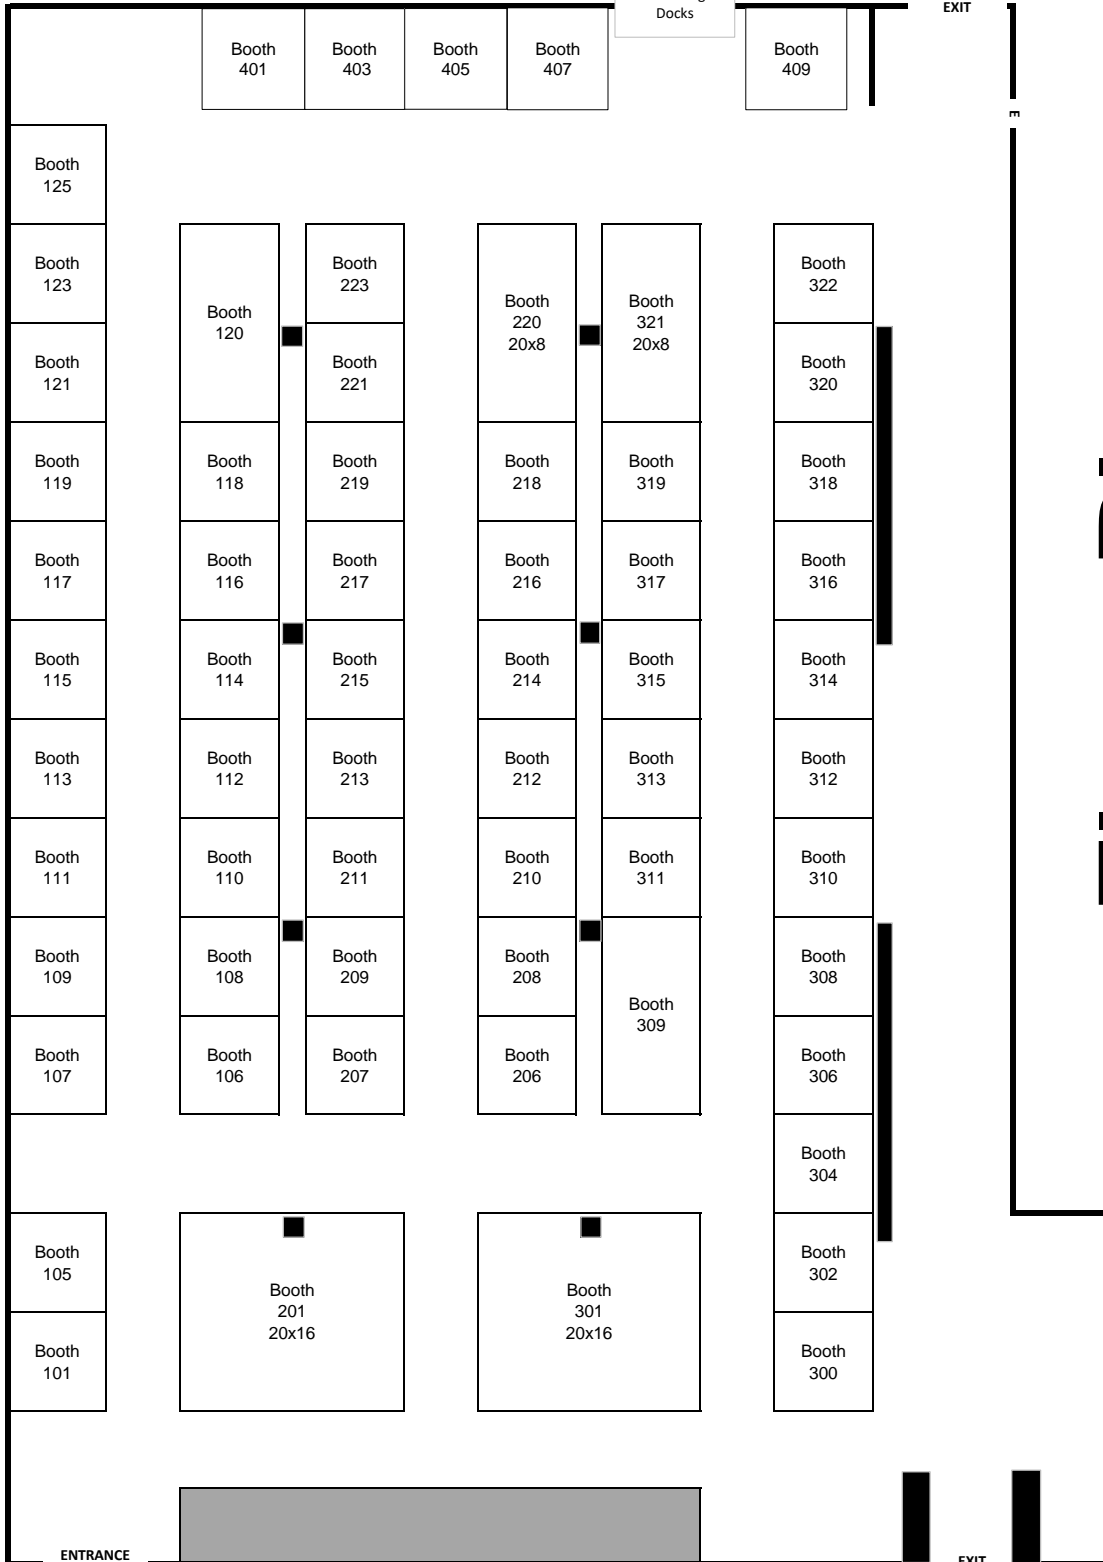 Docks
EXIT
Booth
401
Booth
403
Booth
405
Booth
407
Booth
409
E
Booth
125
Booth
123
Booth
120
Booth
223
Booth
220
20x8
Booth
321
20x8
Booth
322
Booth
121
Booth
221
Booth
320
Booth
119
Booth
118
Booth
219
Booth
218
Booth
319
Booth
318
Booth
117
Booth
116
Booth
217
Booth
216
Booth
317
Booth
316
Booth
115
Booth
114
Booth
215
Booth
214
Booth
315
Booth
314
Booth
113
Booth
112
Booth
213
Booth
212
Booth
313
Booth
312
Booth
111
Booth
110
Booth
211
Booth
210
Booth
311
Booth
310
Booth
109
Booth
108
Booth
209
Booth
208
Booth
309
Booth
308
Booth
107
Booth
106
Booth
207
Booth
206
Booth
306
Booth
304
Booth
105
Booth
201
20x16
Booth
301
20x16
Booth
302
Booth
101
Booth
300
ENTRANCE
EXIT